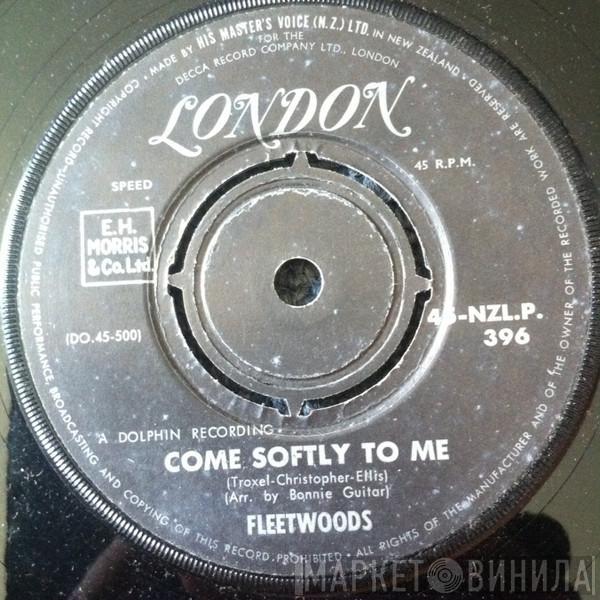 COPYRIGHT RECORD-UNAUTHORISED PUBLIC PERFORMANCE, BROADCASTING AND COPYING OF THIS RECORD PROHIBITED • ALL RIGHTS OF THE MANUFACTURER AND OF THE OWNER OF THE RECORDED WORK ARE RESERVED •
MADE BY HIS MASTER'S VOICE (N.Z.) LTD. IN NEW ZEALAND •
FOR THE
DECCA RECORD COMPANY LTD., LONDON
LONDON
SPEED
45 R.P.M.
E.H.
MORRIS
& Co. Ltd.
(DO.45-500)
45-NZL.P.
396
A DOLPHIN RECORDING
COME SOFTLY TO ME
(Troxel-Christopher-Ellis)
(Arr. by Bonnie Guitar)
FLEETWOODS
МАРКЕТ ВИНИЛА